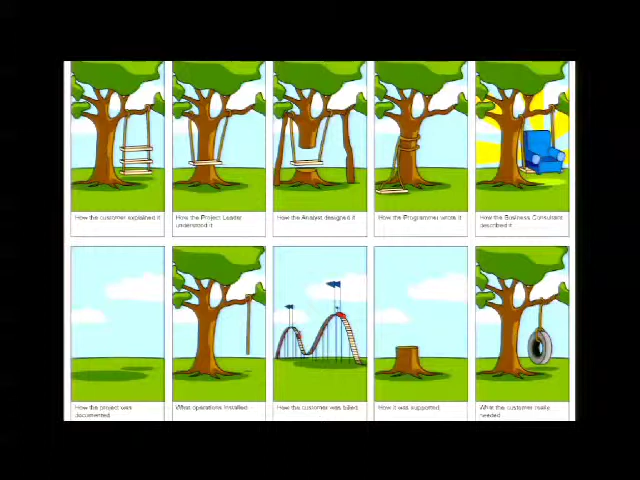 How the customer explained it
How the Project Leader
understood it
How the Analyst designed it
How the Programmer wrote it
How the Business Consultant
described it
How the project was
documented
What operations installed
How the customer was billed
How it was supported
What the customer really
needed